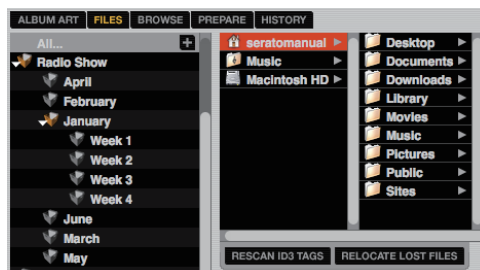 ALBUM ART FILES BROWSE PREPARE HISTORY
All...
Radio Show
April
February
January
Week 1
Week 2
Week 3
Week 4
June
March
May
seratomanual
Music
Macintosh HD
Desktop
Documents
Downloads
Library
Movies
Music
Pictures
Public
Sites
RESCAN ID3 TAGS RELOCATE LOST FILES